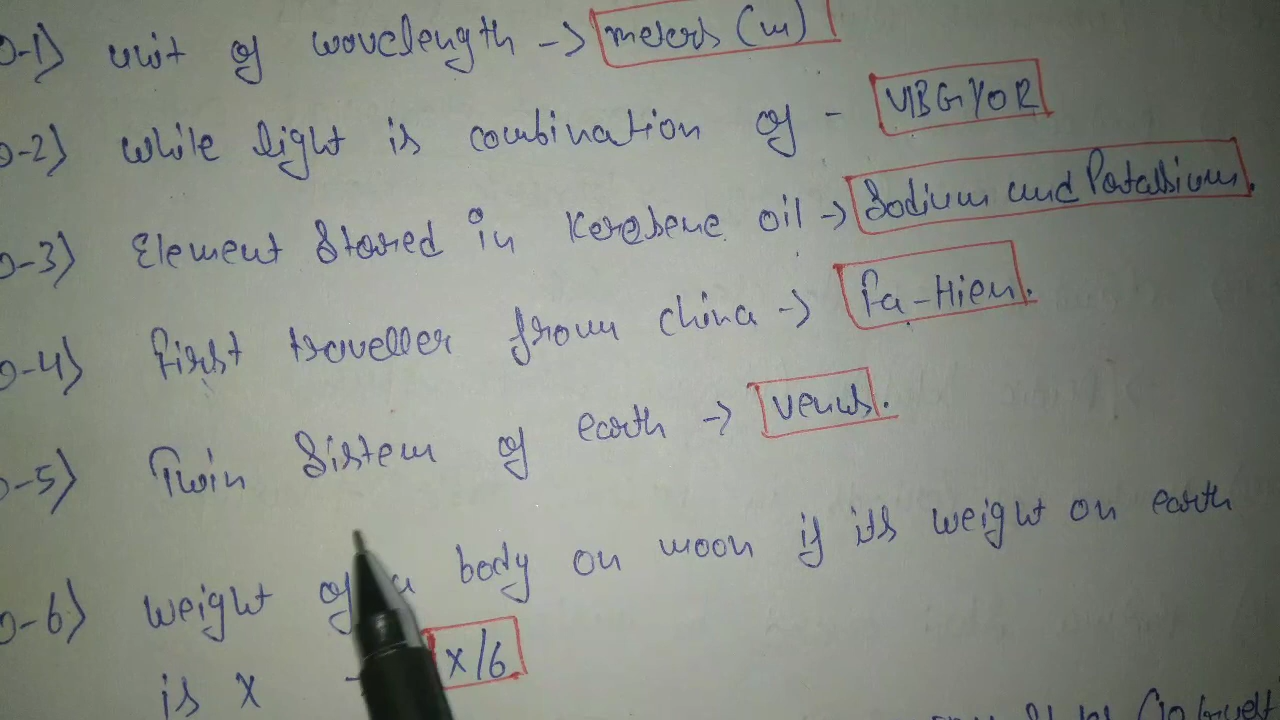 Q-1) unit of wavelength -> meters (m)
Q-2) While light is combination of - VIBGYOR
Q-3) Element Stored in Kerosene oil -> Sodium and Potassium.
Q-4) First traveller from china -> Fa-Hien.
Q-5) Twin Sistem of earth -> Venus.
Q-6) weight of a body on moon if its weight on earth
is X - X/6